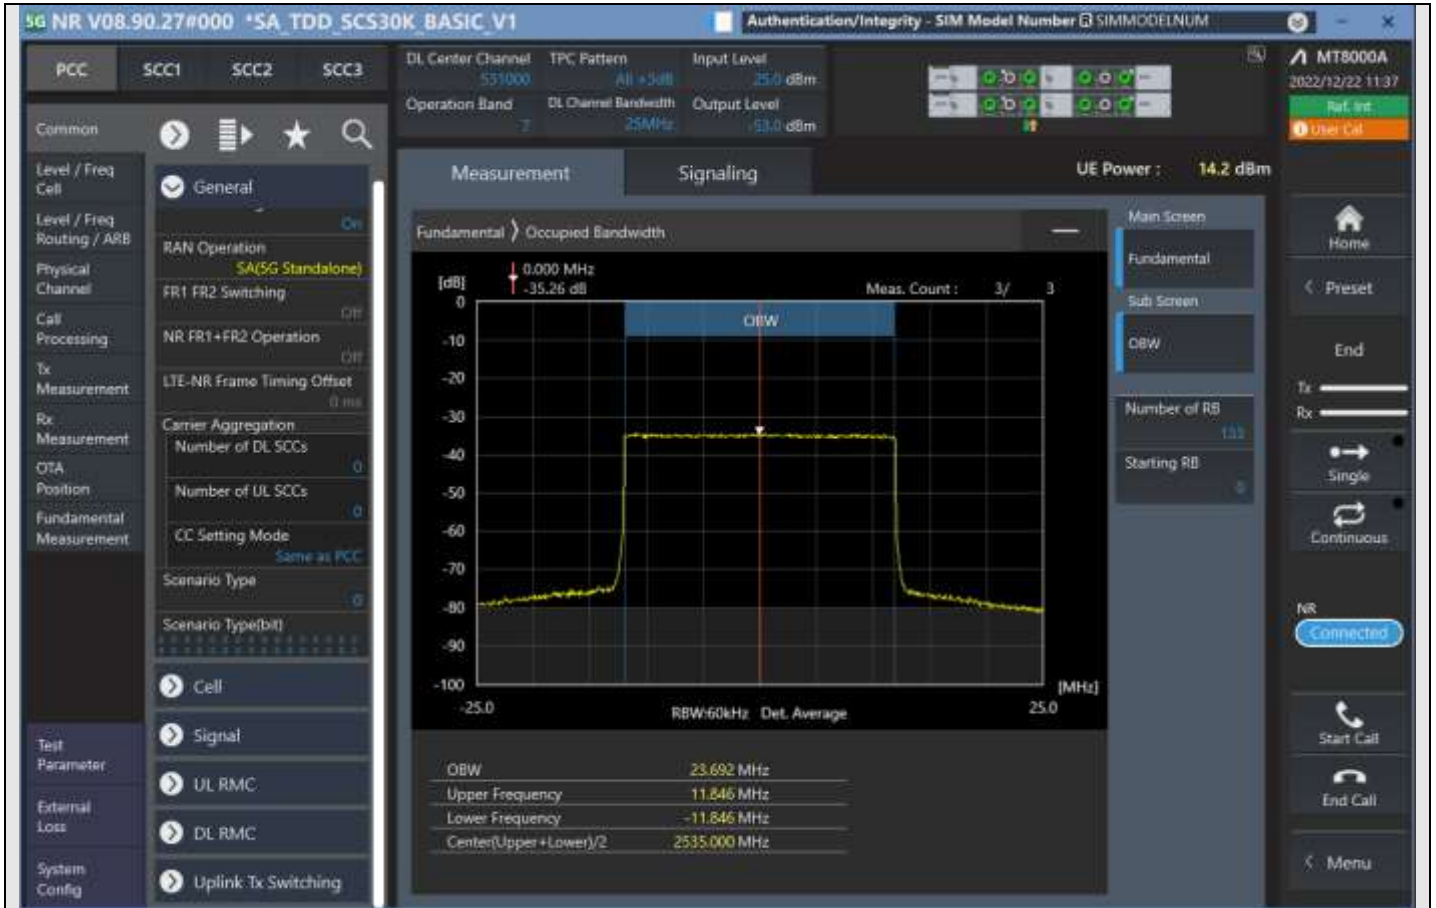 5G NR V08.90.27#000 *SA_TDD_SCS30K_BASIC_V1
Authentication/Integrity - SIM Model Number SIMMODELNUM
PCC SCC1 SCC2 SCC3
DL Center Channel TPC Pattern Input Level
531000 All +3dB 25.0 dBm
Operation Band DL Channel Bandwidth Output Level
7 25MHz -53.0 dBm
MT8000A
2022/12/22 11:37
Ref. Int
User Cal
Common
Level / Freq
Cell
Level / Freq
Routing / ARB
Physical
Channel
Call
Processing
Tx
Measurement
Rx
Measurement
OTA
Position
Fundamental
Measurement
Test
Parameter
External
Loss
System
Config
General
On
RAN Operation
SA(5G Standalone)
FR1 FR2 Switching
Off
NR FR1+FR2 Operation
Off
LTE-NR Frame Timing Offset
0 ms
Carrier Aggregation
Number of DL SCCs
0
Number of UL SCCs
0
CC Setting Mode
Same as PCC
Scenario Type
0
Scenario Type(bit)
Cell
Signal
UL RMC
DL RMC
Uplink Tx Switching
Measurement Signaling
UE Power : 14.2 dBm
Fundamental Occupied Bandwidth
[dB] 0.000 MHz
-35.26 dB
Meas. Count : 3/ 3
OBW
0
-10
-20
-30
-40
-50
-60
-70
-80
-90
-100
[MHz]
-25.0 RBW:60kHz Det. Average 25.0
OBW 23.692 MHz
Upper Frequency 11.846 MHz
Lower Frequency -11.846 MHz
Center(Upper+Lower)/2 2535.000 MHz
Main Screen
Fundamental
Sub Screen
OBW
Number of RB
133
Starting RB
0
Home
Preset
End
Tx
Rx
Single
Continuous
NR
Connected
Start Call
End Call
Menu